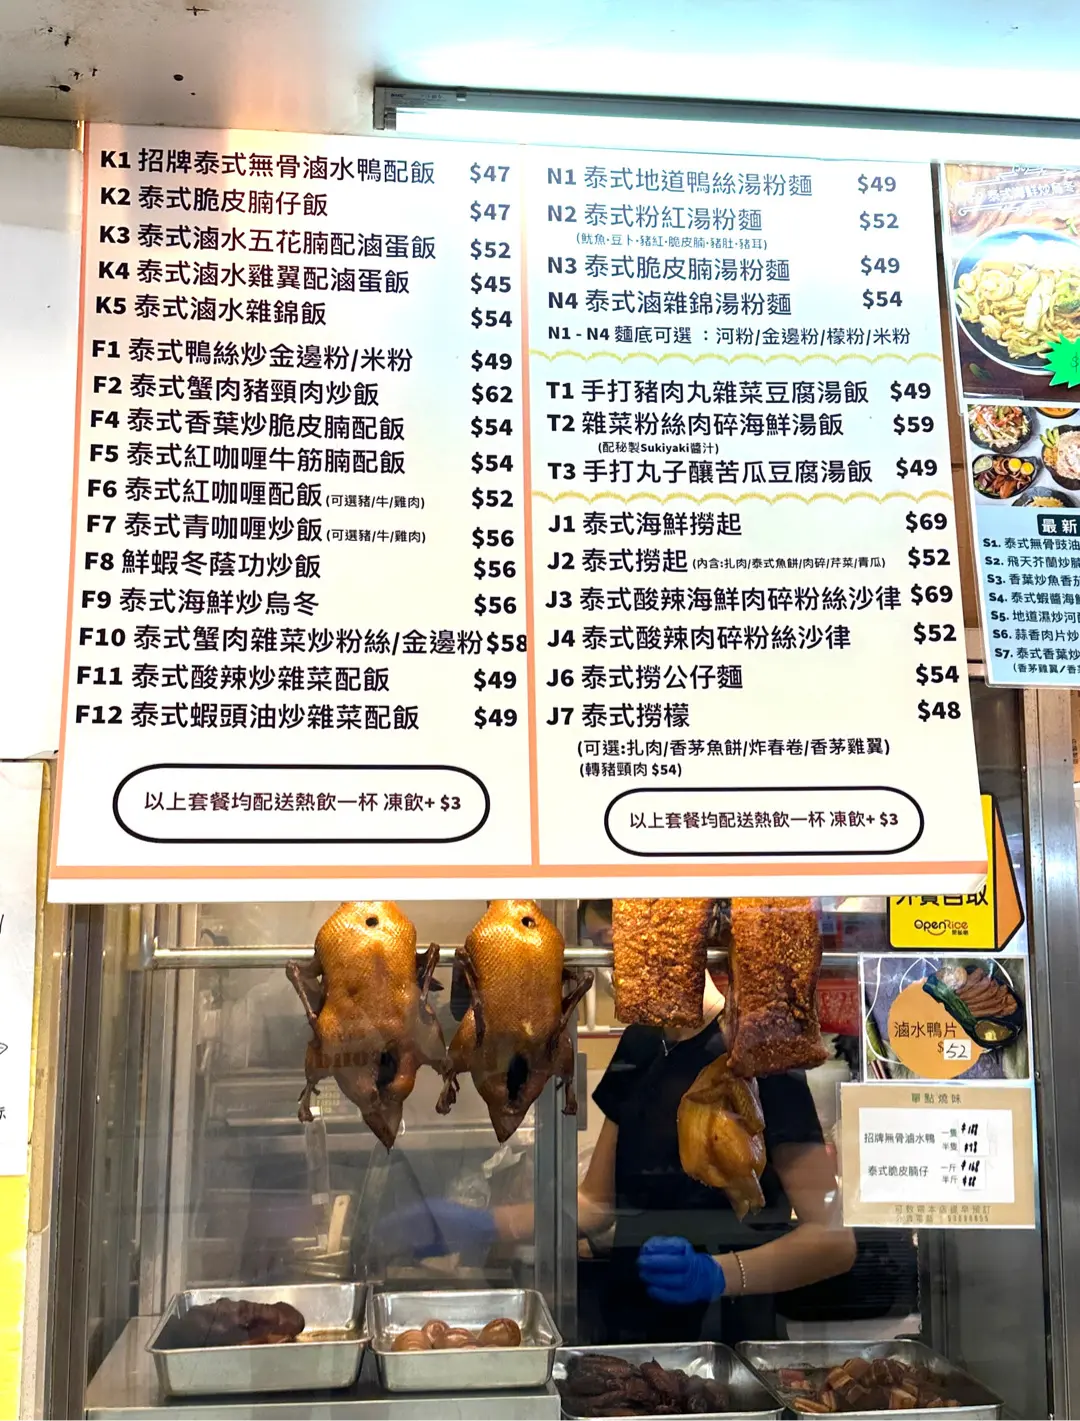 K1 招牌泰式無骨滷水鴨配飯 $47
K2 泰式脆皮腩仔飯 $47
K3 泰式滷水五花腩配滷蛋飯 $52
K4 泰式滷水雞翼配滷蛋飯 $45
K5 泰式滷水雜錦飯 $54
F1 泰式鴨絲炒金邊粉/米粉 $49
F2 泰式蟹肉豬頸肉炒飯 $62
F4 泰式香葉炒脆皮腩配飯 $54
F5 泰式紅咖喱牛筋腩配飯 $54
F6 泰式紅咖喱配飯 (可選豬/牛/雞肉) $52
F7 泰式青咖喱炒飯 (可選豬/牛/雞肉) $56
F8 鮮蝦冬蔭功炒飯 $56
F9 泰式海鮮炒烏冬 $56
F10 泰式蟹肉雜菜炒粉絲/金邊粉 $58
F11 泰式酸辣炒雜菜配飯 $49
F12 泰式蝦頭油炒雜菜配飯 $49
以上套餐均配送熱飲一杯 凍飲+ $3
N1 泰式地道鴨絲湯粉麵 $49
N2 泰式粉紅湯粉麵 $52
(魷魚·豆卜·豬紅·脆皮腩·豬肚·豬耳)
N3 泰式脆皮腩湯粉麵 $49
N4 泰式滷雜錦湯粉麵 $54
N1 - N4 麵底可選 ：河粉/金邊粉/檬粉/米粉
T1 手打豬肉丸雜菜豆腐湯飯 $49
T2 雜菜粉絲肉碎海鮮湯飯 $59
(配秘製Sukiyaki醬汁)
T3 手打丸子釀苦瓜豆腐湯飯 $49
J1 泰式海鮮撈起 $69
J2 泰式撈起 (內含:扎肉/泰式魚餅/肉碎/芹菜/青瓜) $52
J3 泰式酸辣海鮮肉碎粉絲沙律 $69
J4 泰式酸辣肉碎粉絲沙律 $52
J6 泰式撈公仔麵 $54
J7 泰式撈檬 $48
(可選:扎肉/香茅魚餅/炸春卷/香茅雞翼)
(轉豬頸肉 $54)
以上套餐均配送熱飲一杯 凍飲+ $3
最新
S1. 泰式無骨豉油
S2. 飛天芥蘭炒腩
S3. 香葉炒魚香茄
S4. 泰式蝦醬海鮮
S5. 地道濕炒河
S6. 蒜香肉片炒
S7. 泰式香葉炒
(香茅雞翼/香
外賣自取
OpenRice
滷水鴨片
$52
單點燒味
招牌無骨滷水鴨 一隻
半隻
泰式脆皮腩仔 一斤 $168
半斤 $88